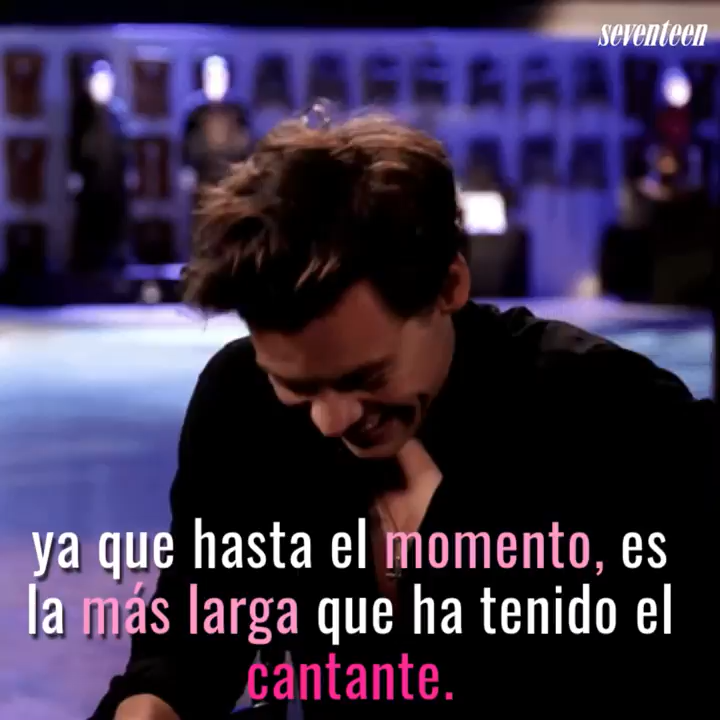 seventeen
ya que hasta el momento, es
la más larga que ha tenido el
cantante.